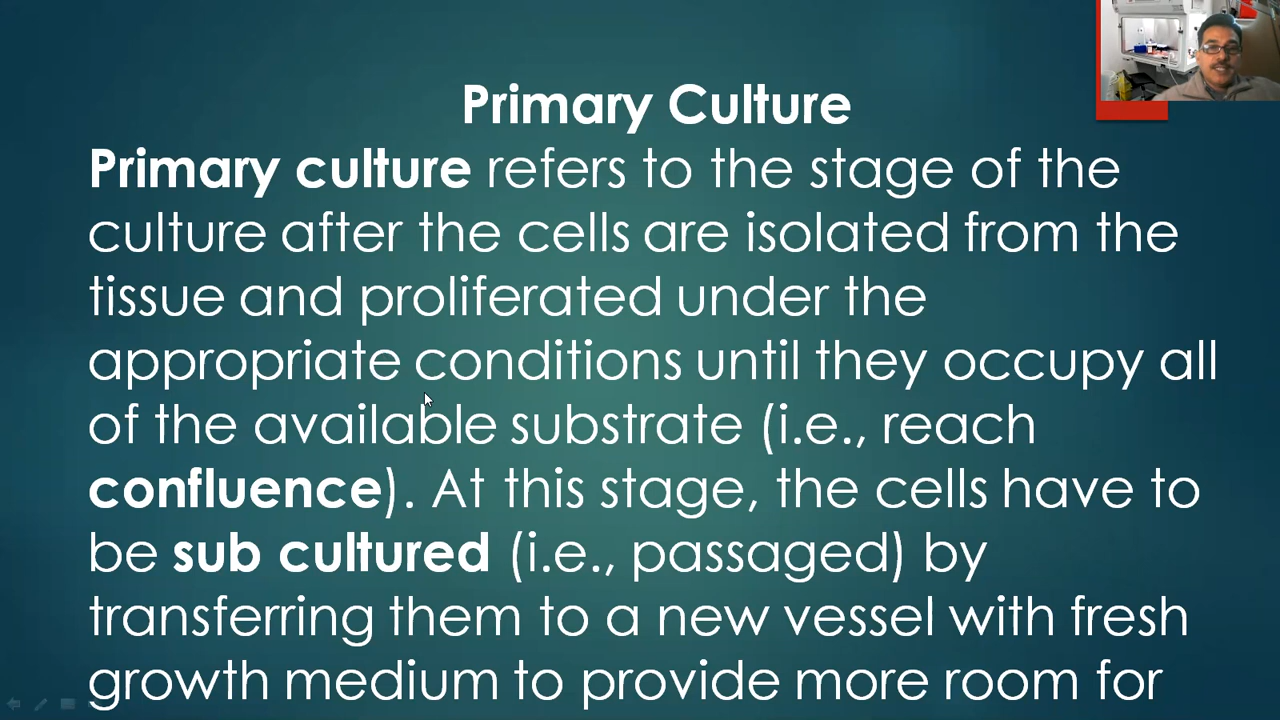 Primary Culture
Primary culture refers to the stage of the
culture after the cells are isolated from the
tissue and proliferated under the
appropriate conditions until they occupy all
of the available substrate (i.e., reach
confluence). At this stage, the cells have to
be sub cultured (i.e., passaged) by
transferring them to a new vessel with fresh
growth medium to provide more room for